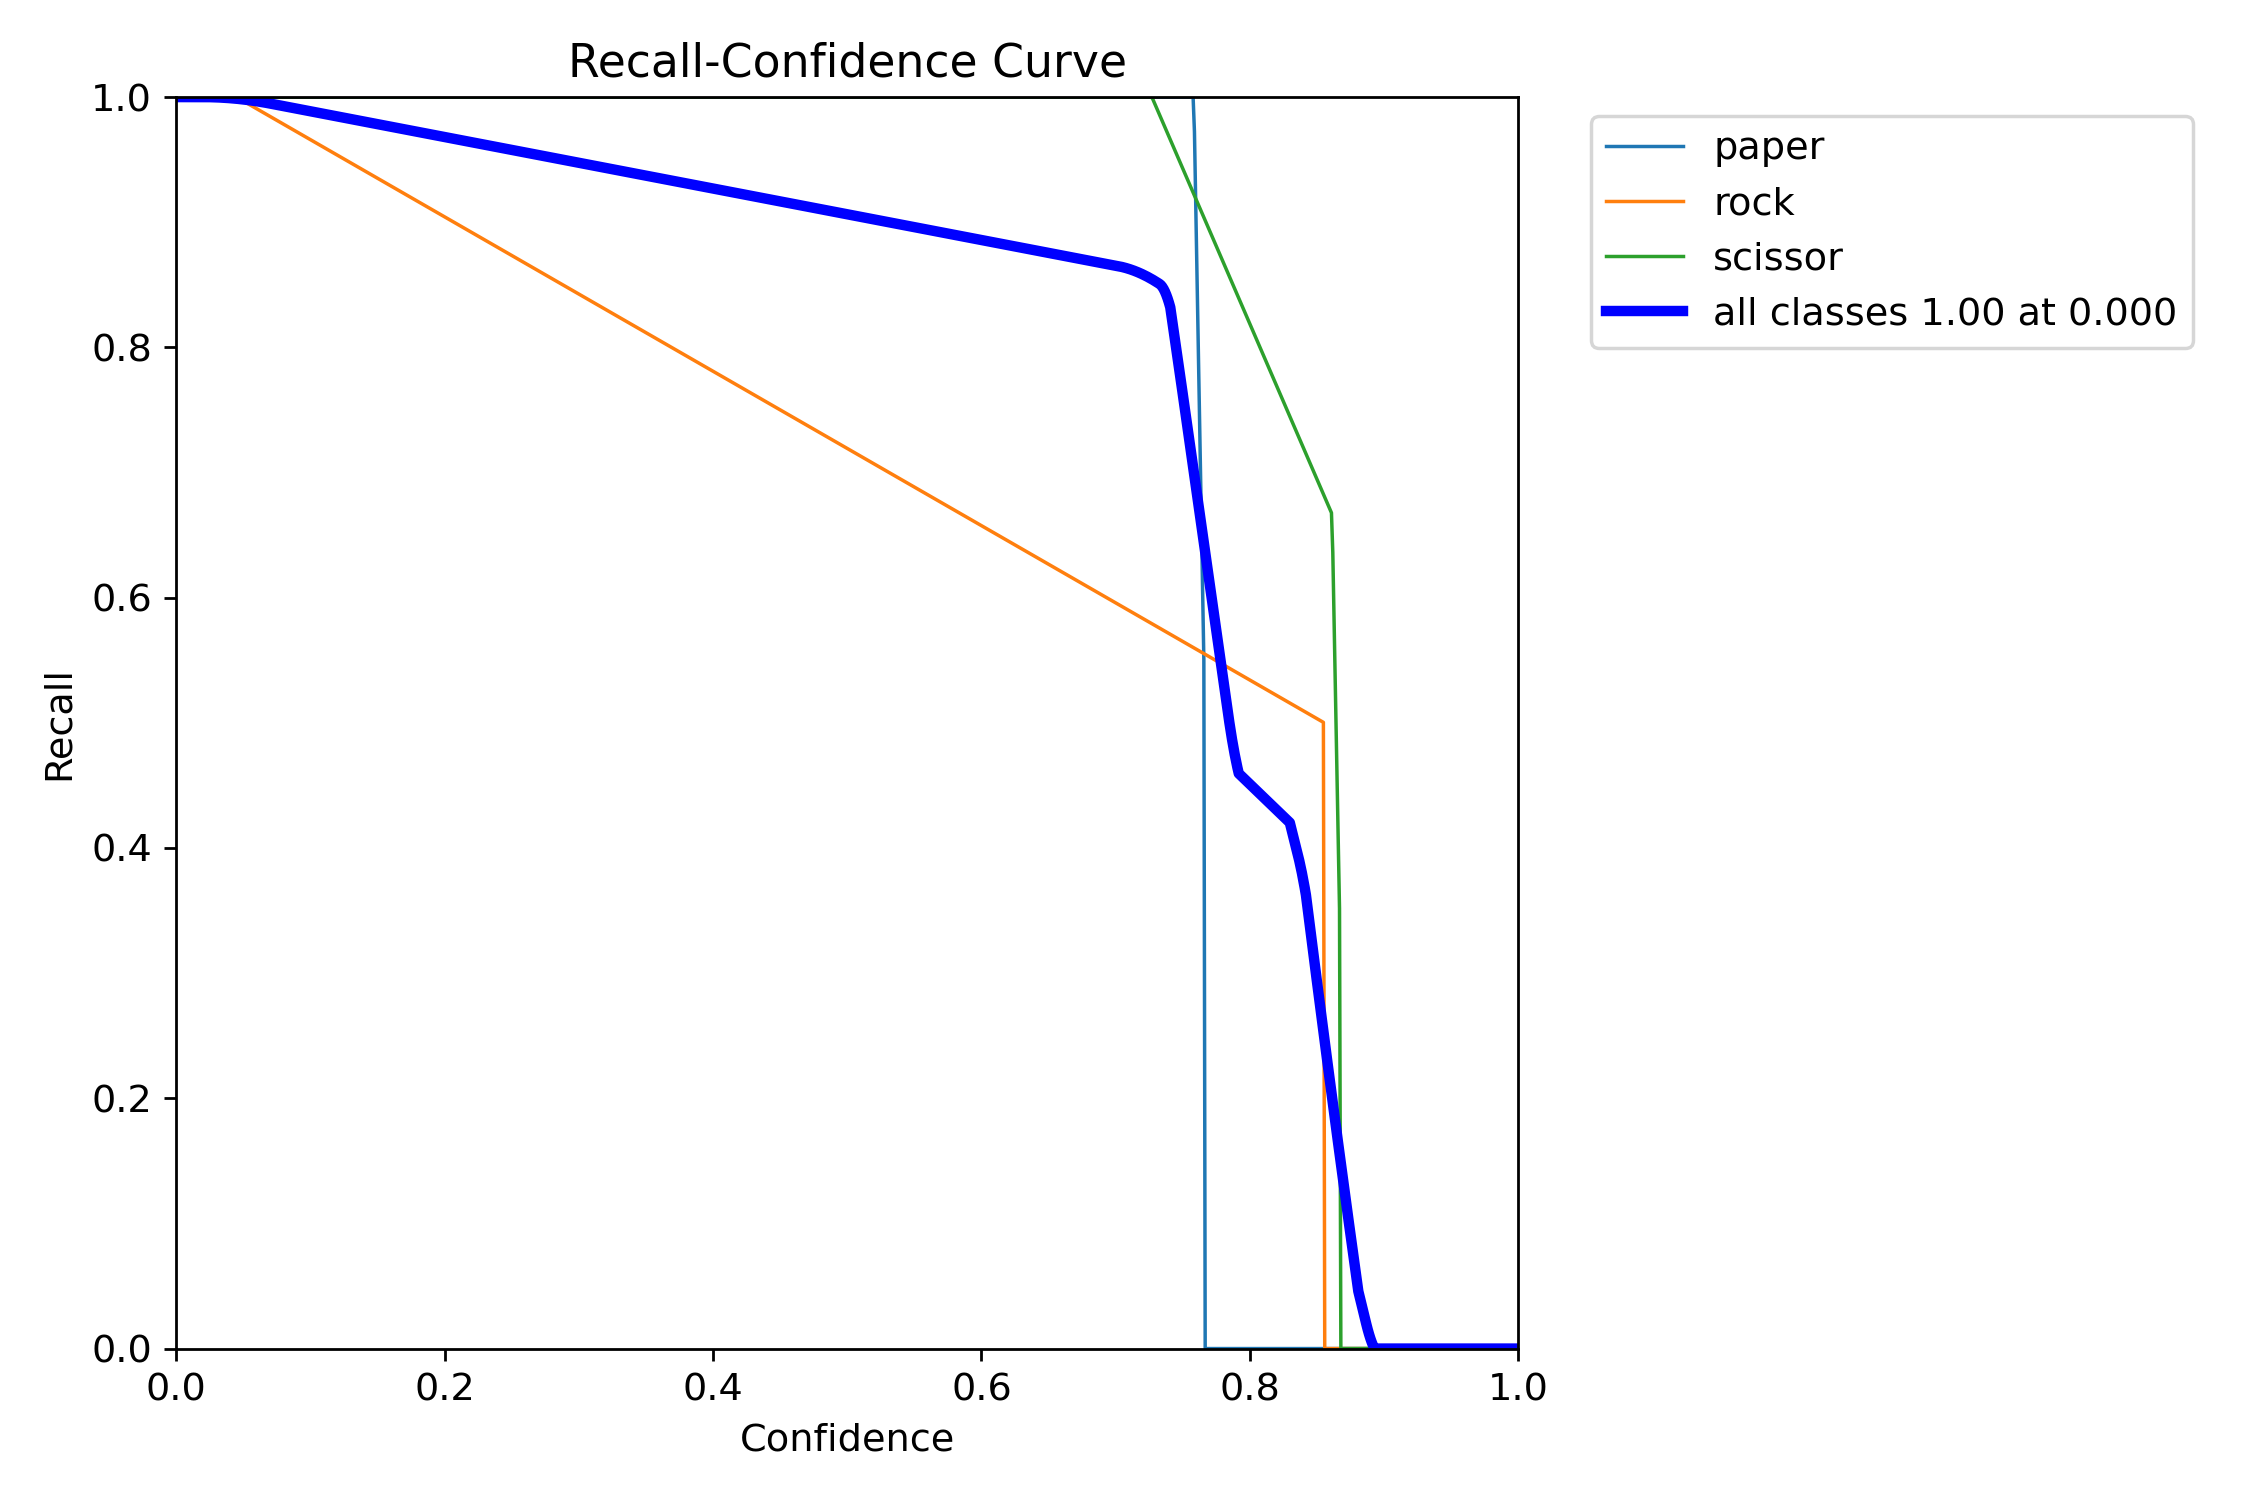 Recall-Confidence Curve
1.0
0.8
0.6
0.4
0.2
0.0
Recall
0.0 0.2 0.4 0.6 0.8 1.0
Confidence
paper
rock
scissor
all classes 1.00 at 0.000